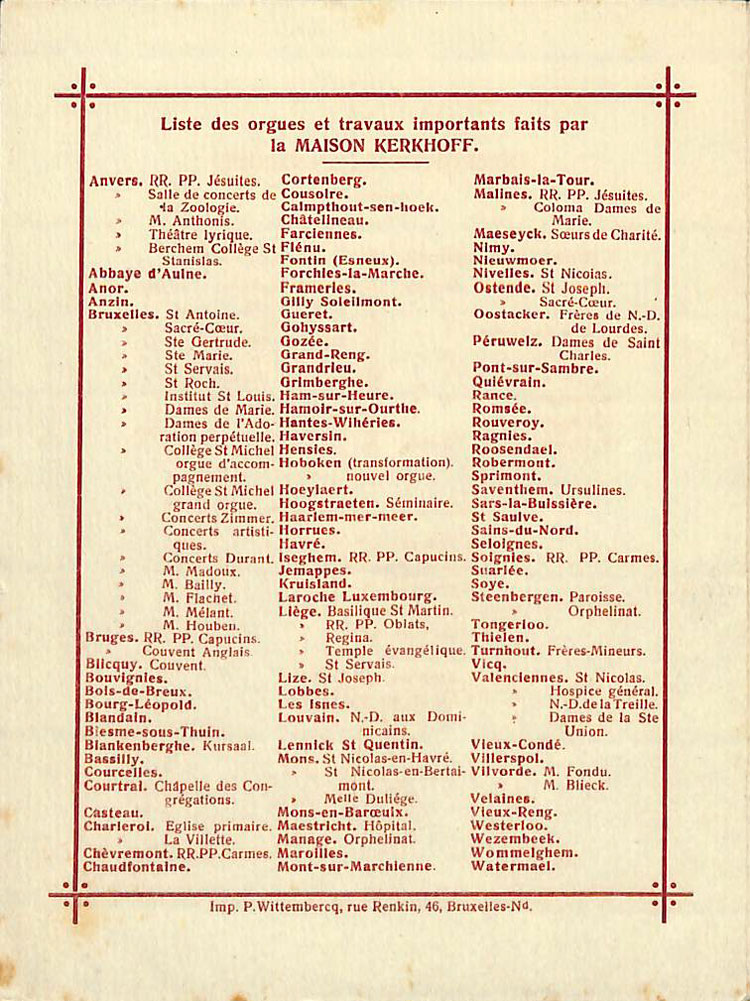 Liste des orgues et travaux importants faits par
la MAISON KERKHOFF.
Anvers. RR. PP. Jésuites.
» Salle de concerts de
la Zoologie.
» M. Anthonis.
» Théâtre lyrique.
» Berchem Collège St
Stanislas.
Abbaye d'Aulne.
Anor.
Anzin.
Bruxelles. St Antoine.
» Sacré-Cœur.
» Ste Gertrude.
» Ste Marie.
» St Servais.
» St Roch.
» Institut St Louis.
» Dames de Marie.
» Dames de l'Ado-
ration perpétuelle.
» Collège St Michel
orgue d'accom-
pagnement.
» Collège St Michel
grand orgue.
» Concerts Zimmer.
» Concerts artisti-
ques.
» Concerts Durant.
» M. Madoux.
» M. Bailly.
» M. Flachet.
» M. Mélant.
» M. Houben.
Bruges. RR. PP. Capucins.
» Couvent Anglais
Blicquy. Couvent.
Bouvignies.
Bois-de-Breux.
Bourg-Léopold.
Blandain.
Biesme-sous-Thuin.
Blankenberghe. Kursaal.
Bassilly.
Courcelles.
Courtrai. Chapelle des Con-
grégations.
Casteau.
Charleroi. Eglise primaire.
» La Villette.
Chèvremont. RR.PP.Carmes.
Chaudfontaine.
Cortenberg.
Cousolre.
Calmpthout-sen-hoek.
Châtelineau.
Farciennes.
Flénu.
Fontin (Esneux).
Forchies-la-Marche.
Frameries.
Gilly Soleilmont.
Gueret.
Gohyssart.
Gozée.
Grand-Reng.
Grandrieu.
Grimberghe.
Ham-sur-Heure.
Hamoir-sur-Ourthe.
Hantes-Wihéries.
Haversin.
Hensies.
Hoboken (transformation).
» nouvel orgue.
Hoeylaert.
Hoogstraeten. Séminaire.
Haarlem-mer-meer.
Horrues.
Havré.
Iseghem. RR. PP. Capucins.
Jemappes.
Kruisland.
Laroche Luxembourg.
Liège. Basilique St Martin.
» RR. PP. Oblats,
» Regina.
» Temple évangélique.
» St Servais.
Lize. St Joseph.
Lobbes.
Les Isnes.
Louvain. N.-D. aux Domi-
nicains.
Lennick St Quentin.
Mons. St Nicolas-en-Havré.
» St Nicolas-en-Bertai-
mont.
» Melle Duliége.
Mons-en-Barœuix.
Maestricht. Hôpital.
Manage. Orphelinat.
Maroilles.
Mont-sur-Marchienne.
Marbais-la-Tour.
Malines. RR. PP. Jésuites.
» Coloma Dames de
Marie.
Maeseyck. Sœurs de Charité.
Nimy.
Nieuwmoer.
Nivelles. St Nicolas.
Ostende. St Joseph.
» Sacré-Cœur.
Oostacker. Frères de N.-D.
de Lourdes.
Péruwelz. Dames de Saint
Charles.
Pont-sur-Sambre.
Quiévrain.
Rance.
Romsée.
Rouveroy.
Ragnies.
Roosendael.
Robermont.
Sprimont.
Saventhem. Ursulines.
Sars-la-Buissière.
St Saulve.
Sains-du-Nord.
Seloignes.
Soignies. RR. PP. Carmes.
Suarlée.
Soye.
Steenbergen. Paroisse.
» Orphelinat.
Tongerloo.
Thielen.
Turnhout. Frères-Mineurs.
Vicq.
Valenciennes. St Nicolas.
» Hospice général.
» N.-D.de la Treille.
» Dames de la Ste
Union.
Vieux-Condé.
Villerspol.
Vilvorde. M. Fondu.
» M. Blieck.
Velaines.
Vieux-Reng.
Westerloo.
Wezembeek.
Wommelghem.
Watermael.
Imp. P.Wittembercq, rue Renkin, 46, Bruxelles-Nd.